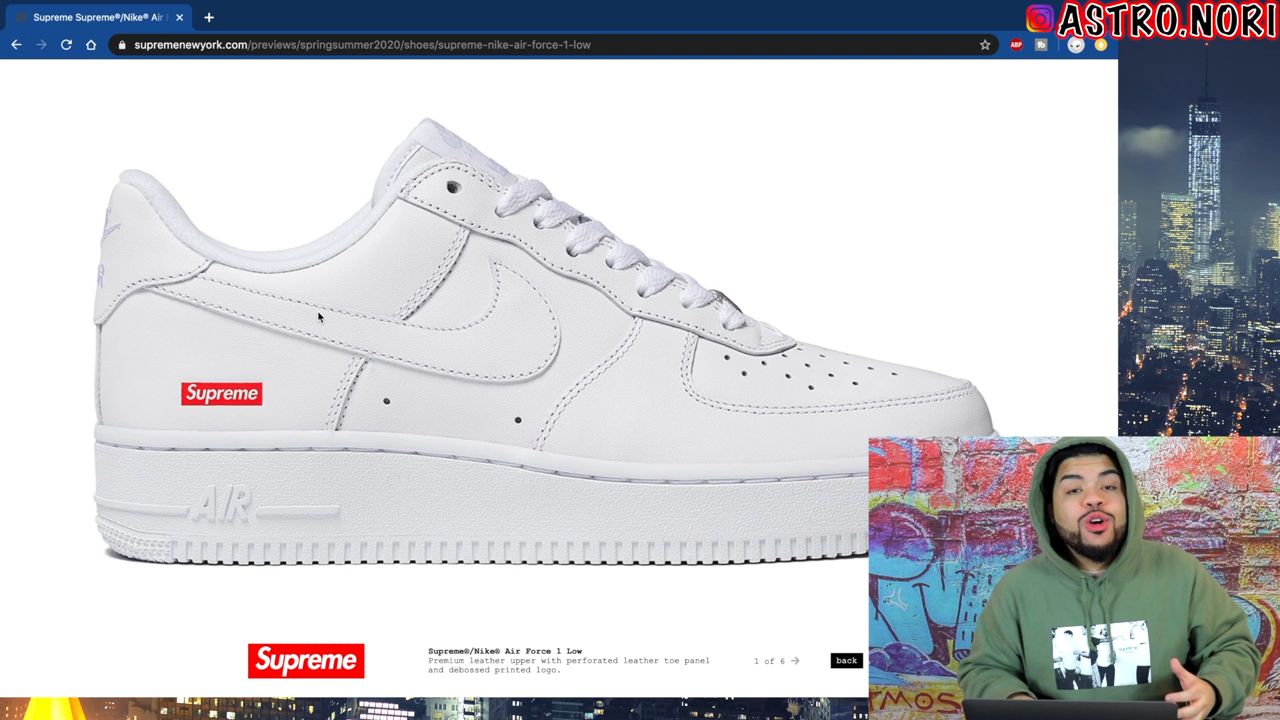 Supreme Supreme®/Nike® Air
ASTRO.NORI
supremenewyork.com/previews/springsummer2020/shoes/supreme-nike-air-force-1-low
ABP
Supreme
AIR
Supreme
Supreme®/Nike® Air Force 1 Low
Premium leather upper with perforated leather toe panel
and debossed printed logo.
1 of 6
back